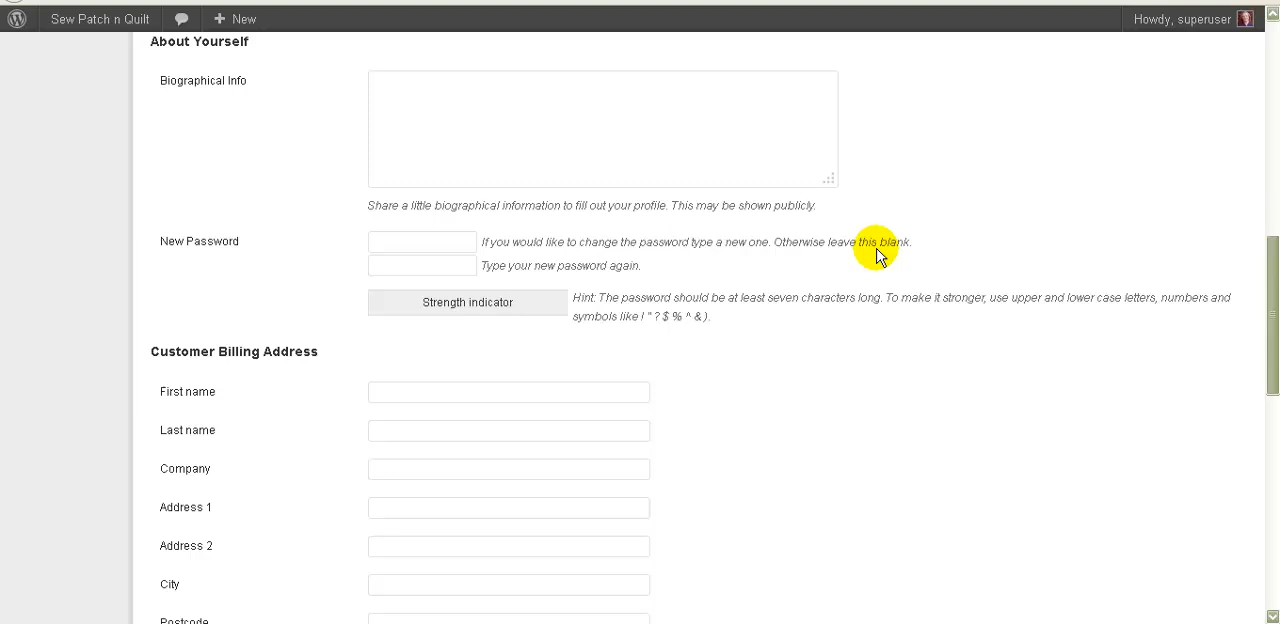 Sew Patch n Quilt
New
Howdy, superuser
About Yourself
Biographical Info
Share a little biographical information to fill out your profile. This may be shown publicly.
New Password
If you would like to change the password type a new one. Otherwise leave this blank.
Type your new password again.
Strength indicator
Hint: The password should be at least seven characters long. To make it stronger, use upper and lower case letters, numbers and
symbols like ! " ? $ % ^ & ).
Customer Billing Address
First name
Last name
Company
Address 1
Address 2
City
Postcode